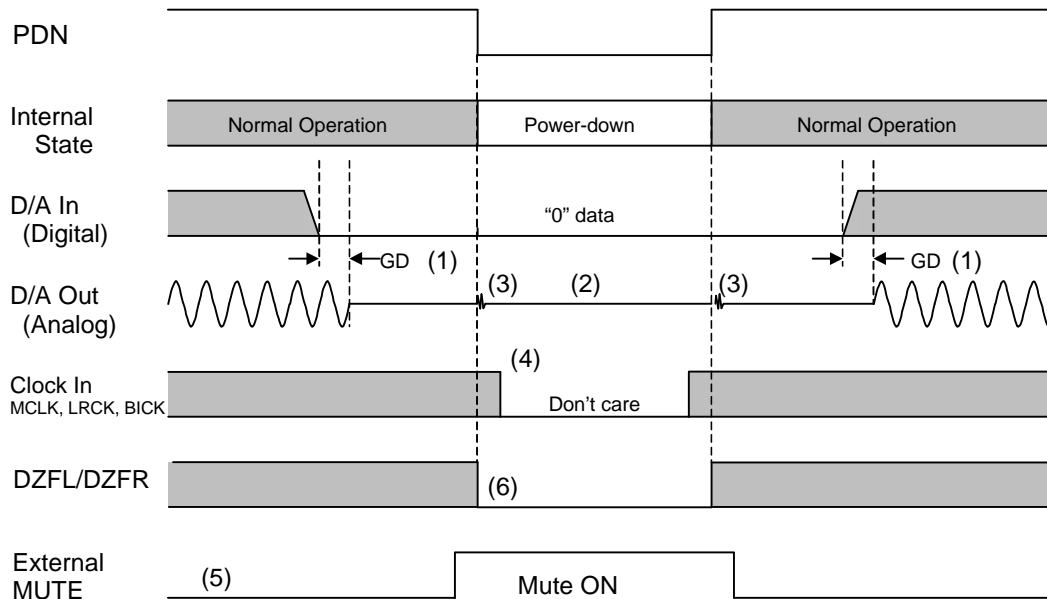 PDN
Internal
State
Normal Operation
Power-down
Normal Operation
D/A In
(Digital)
“0” data
GD (1)
GD (1)
D/A Out
(Analog)
(3)
(2)
(3)
Clock In
MCLK, LRCK, BICK
(4)
Don’t care
DZFL/DZFR
(6)
External
MUTE
(5)
Mute ON